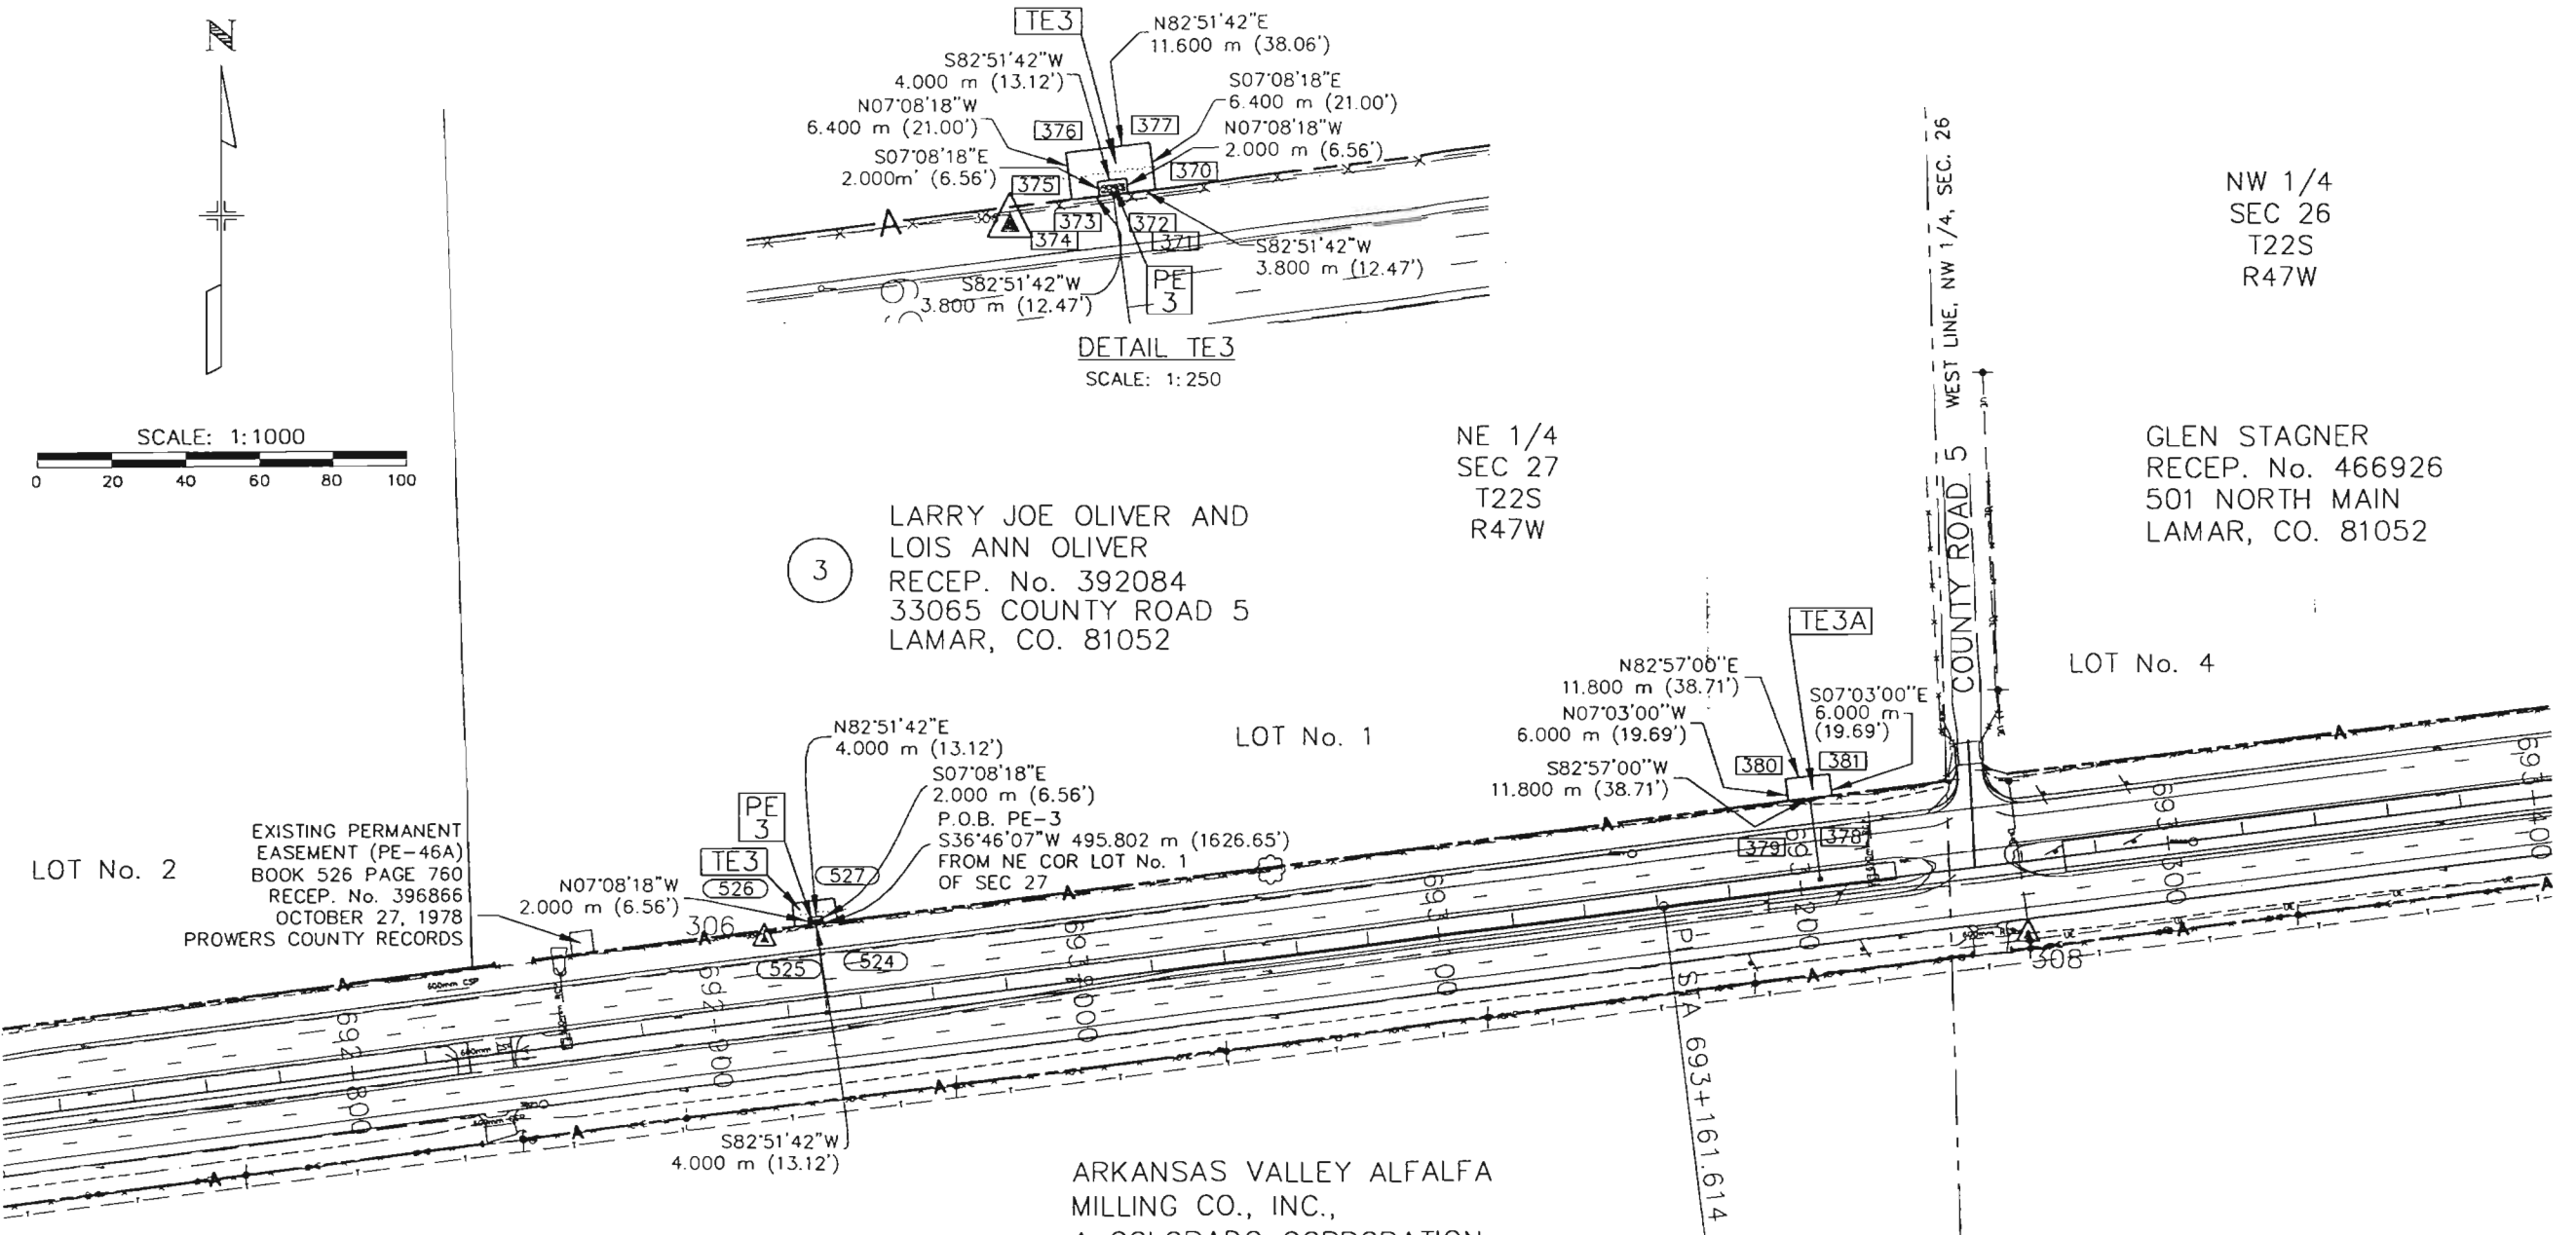 N
SCALE: 1:1000
0 20 40 60 80 100
TE3
N82°51'42"E
11.600 m (38.06')
S82°51'42"W
4.000 m (13.12')
S07°08'18"E
6.400 m (21.00')
N07°08'18"W
6.400 m (21.00')
N07°08'18"W
2.000 m (6.56')
S07°08'18"E
2.000m' (6.56')
376
377
370
375
373
372
374
371
A
S82°51'42"W
3.800 m (12.47')
S82°51'42"W
3.800 m (12.47')
PE
3
DETAIL TE3
SCALE: 1:250
WEST LINE, NW 1/4, SEC. 26
NW 1/4
SEC 26
T22S
R47W
NE 1/4
SEC 27
T22S
R47W
GLEN STAGNER
RECEP. No. 466926
501 NORTH MAIN
LAMAR, CO. 81052
3
LARRY JOE OLIVER AND
LOIS ANN OLIVER
RECEP. No. 392084
33065 COUNTY ROAD 5
LAMAR, CO. 81052
COUNTY ROAD 5
TE3A
LOT No. 4
N82°57'00"E
11.800 m (38.71')
S07°03'00"E
6.000 m
(19.69')
N07°03'00"W
6.000 m (19.69')
S82°57'00"W
11.800 m (38.71')
380
381
379
378
LOT No. 1
N82°51'42"E
4.000 m (13.12')
S07°08'18"E
2.000 m (6.56')
P.O.B. PE-3
S36°46'07"W 495.802 m (1626.65')
FROM NE COR LOT No. 1
OF SEC 27
PE
3
TE3
526
527
N07°08'18"W
2.000 m (6.56')
306
525
524
LOT No. 2
EXISTING PERMANENT
EASEMENT (PE-46A)
BOOK 526 PAGE 760
RECEP. No. 396866
OCTOBER 27, 1978
PROWERS COUNTY RECORDS
A
A
A
A
A
600mm CSP
692+800
692+900
693+000
693+100
693+200
693+300
693+400
PI STA 693+161.614
308
A
A
A
A
A
A
S82°51'42"W
4.000 m (13.12')
ARKANSAS VALLEY ALFALFA
MILLING CO., INC.,
A COLORADO CORPORATION